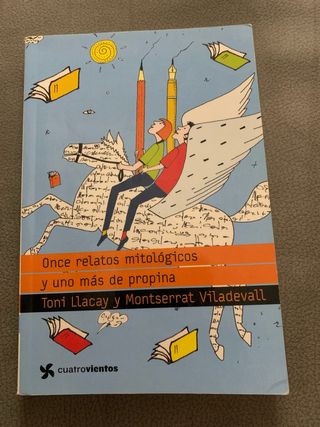 Once relatos mitológicos
y uno más de propina
Toni Llacay y Montserrat Viladevall
cuatrovientos